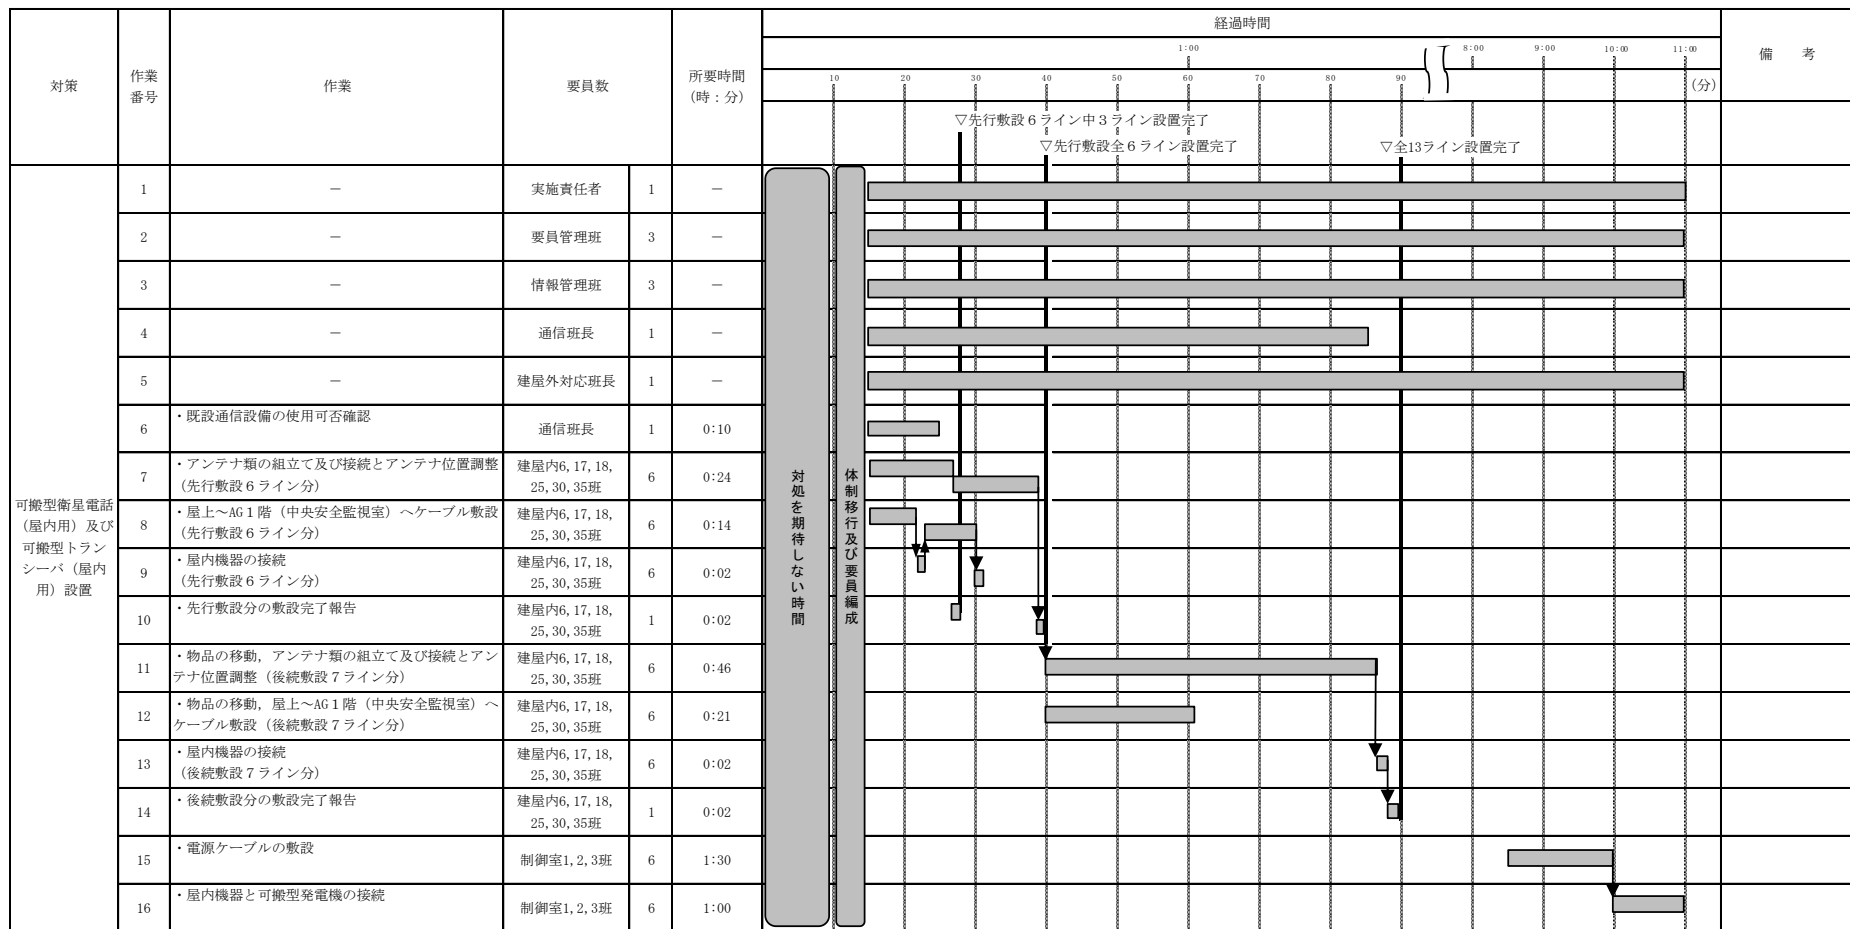 経過時間
1:00 8:00 9:00 10:00 11:00
10 20 30 40 50 60 70 80 90 (分)
対策
作業
番号
作業
要員数
所要時間
(時:分)
備 考
▽先行敷設6ライン中3ライン設置完了
▽先行敷設全6ライン設置完了
▽全13ライン設置完了
可搬型衛星電話
(屋内用)及び
可搬型トラン
シーバ(屋内
用)設置
対処を期待しない時間
体制移行及び要員編成
1 - 実施責任者 1 -
2 - 要員管理班 3 -
3 - 情報管理班 3 -
4 - 通信班長 1 -
5 - 建屋外対応班長 1 -
6 ・既設通信設備の使用可否確認 通信班長 1 0:10
7 ・アンテナ類の組立て及び接続とアンテナ位置調整
(先行敷設6ライン分)
建屋内6,17,18,
25,30,35班
6 0:24
8 ・屋上~AG1階(中央安全監視室)へケーブル敷設
(先行敷設6ライン分)
建屋内6,17,18,
25,30,35班
6 0:14
9 ・屋内機器の接続
(先行敷設6ライン分)
建屋内6,17,18,
25,30,35班
6 0:02
10 ・先行敷設分の敷設完了報告
建屋内6,17,18,
25,30,35班
1 0:02
11 ・物品の移動,アンテナ類の組立て及び接続とアン
テナ位置調整(後続敷設7ライン分)
建屋内6,17,18,
25,30,35班
6 0:46
12 ・物品の移動,屋上~AG1階(中央安全監視室)へ
ケーブル敷設(後続敷設7ライン分)
建屋内6,17,18,
25,30,35班
6 0:21
13 ・屋内機器の接続
(後続敷設7ライン分)
建屋内6,17,18,
25,30,35班
6 0:02
14 ・後続敷設分の敷設完了報告
建屋内6,17,18,
25,30,35班
1 0:02
15 ・電源ケーブルの敷設 制御室1,2,3班 6 1:30
16 ・屋内機器と可搬型発電機の接続 制御室1,2,3班 6 1:00